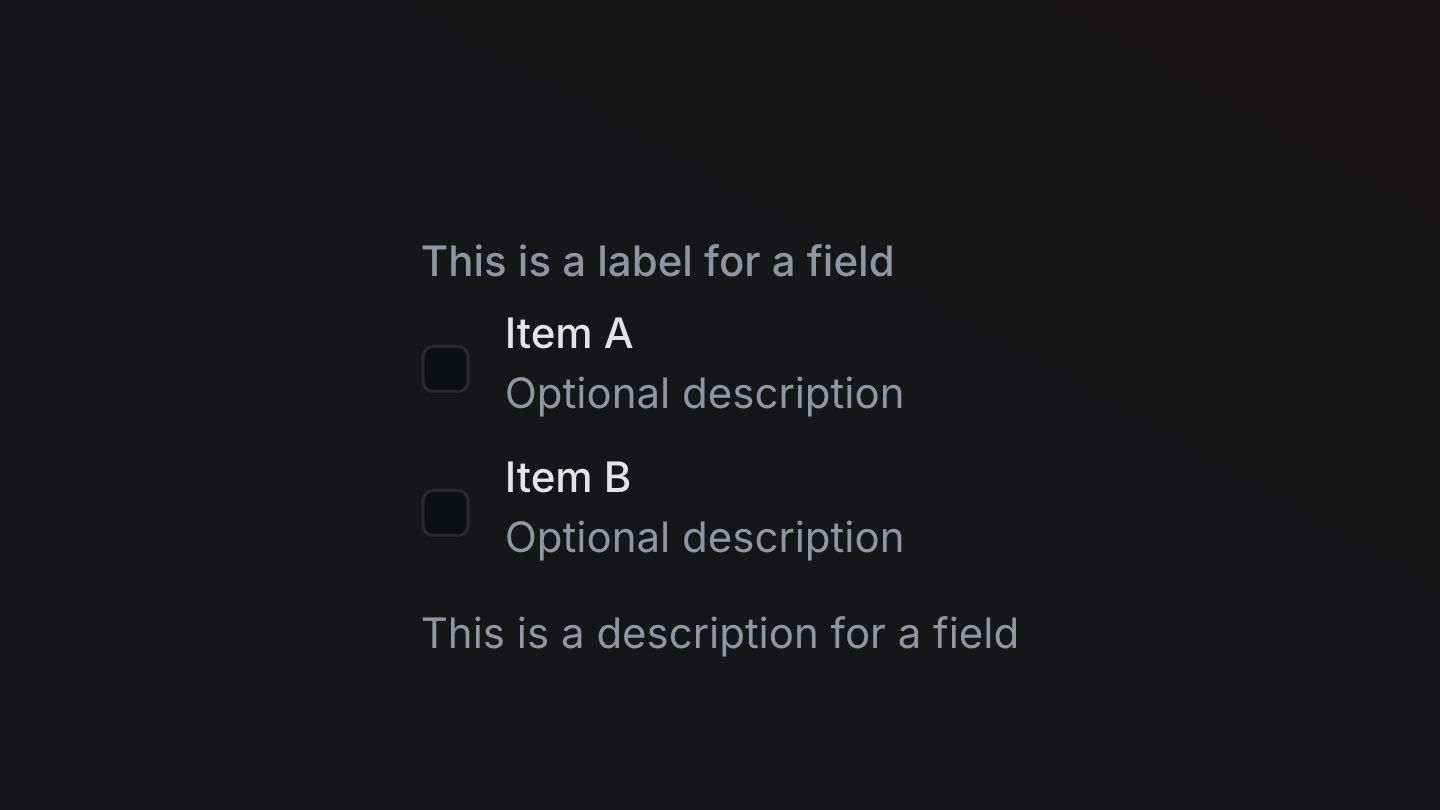 This is a label for a field
Item A
Optional description
Item B
Optional description
This is a description for a field